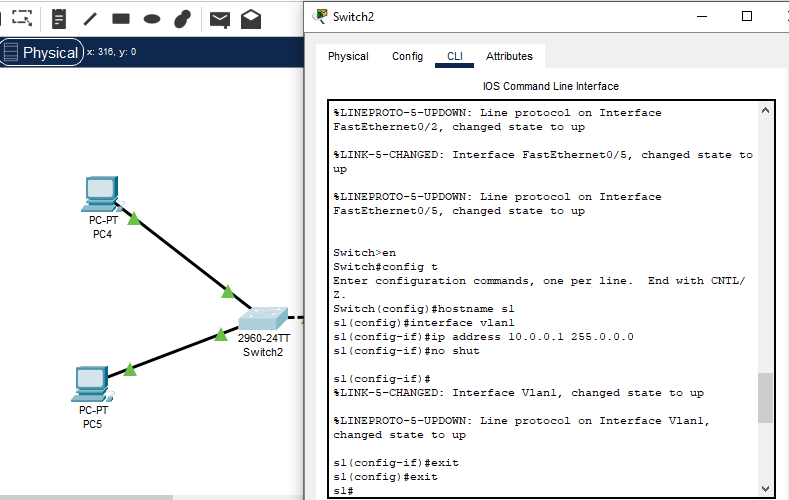 Switch2
Physical x: 316, y: 0
Physical Config CLI Attributes
IOS Command Line Interface
%LINEPROTO-5-UPDOWN: Line protocol on Interface
FastEthernet0/2, changed state to up
%LINK-5-CHANGED: Interface FastEthernet0/5, changed state to
up
%LINEPROTO-5-UPDOWN: Line protocol on Interface
FastEthernet0/5, changed state to up
Switch>en
Switch#config t
Enter configuration commands, one per line.  End with CNTL/
Z.
Switch(config)#hostname s1
s1(config)#interface vlan1
s1(config-if)#ip address 10.0.0.1 255.0.0.0
s1(config-if)#no shut
s1(config-if)#
%LINK-5-CHANGED: Interface Vlan1, changed state to up
%LINEPROTO-5-UPDOWN: Line protocol on Interface Vlan1,
changed state to up
s1(config-if)#exit
s1(config)#exit
s1#
PC-PT
PC4
2960-24TT
Switch2
PC-PT
PC5